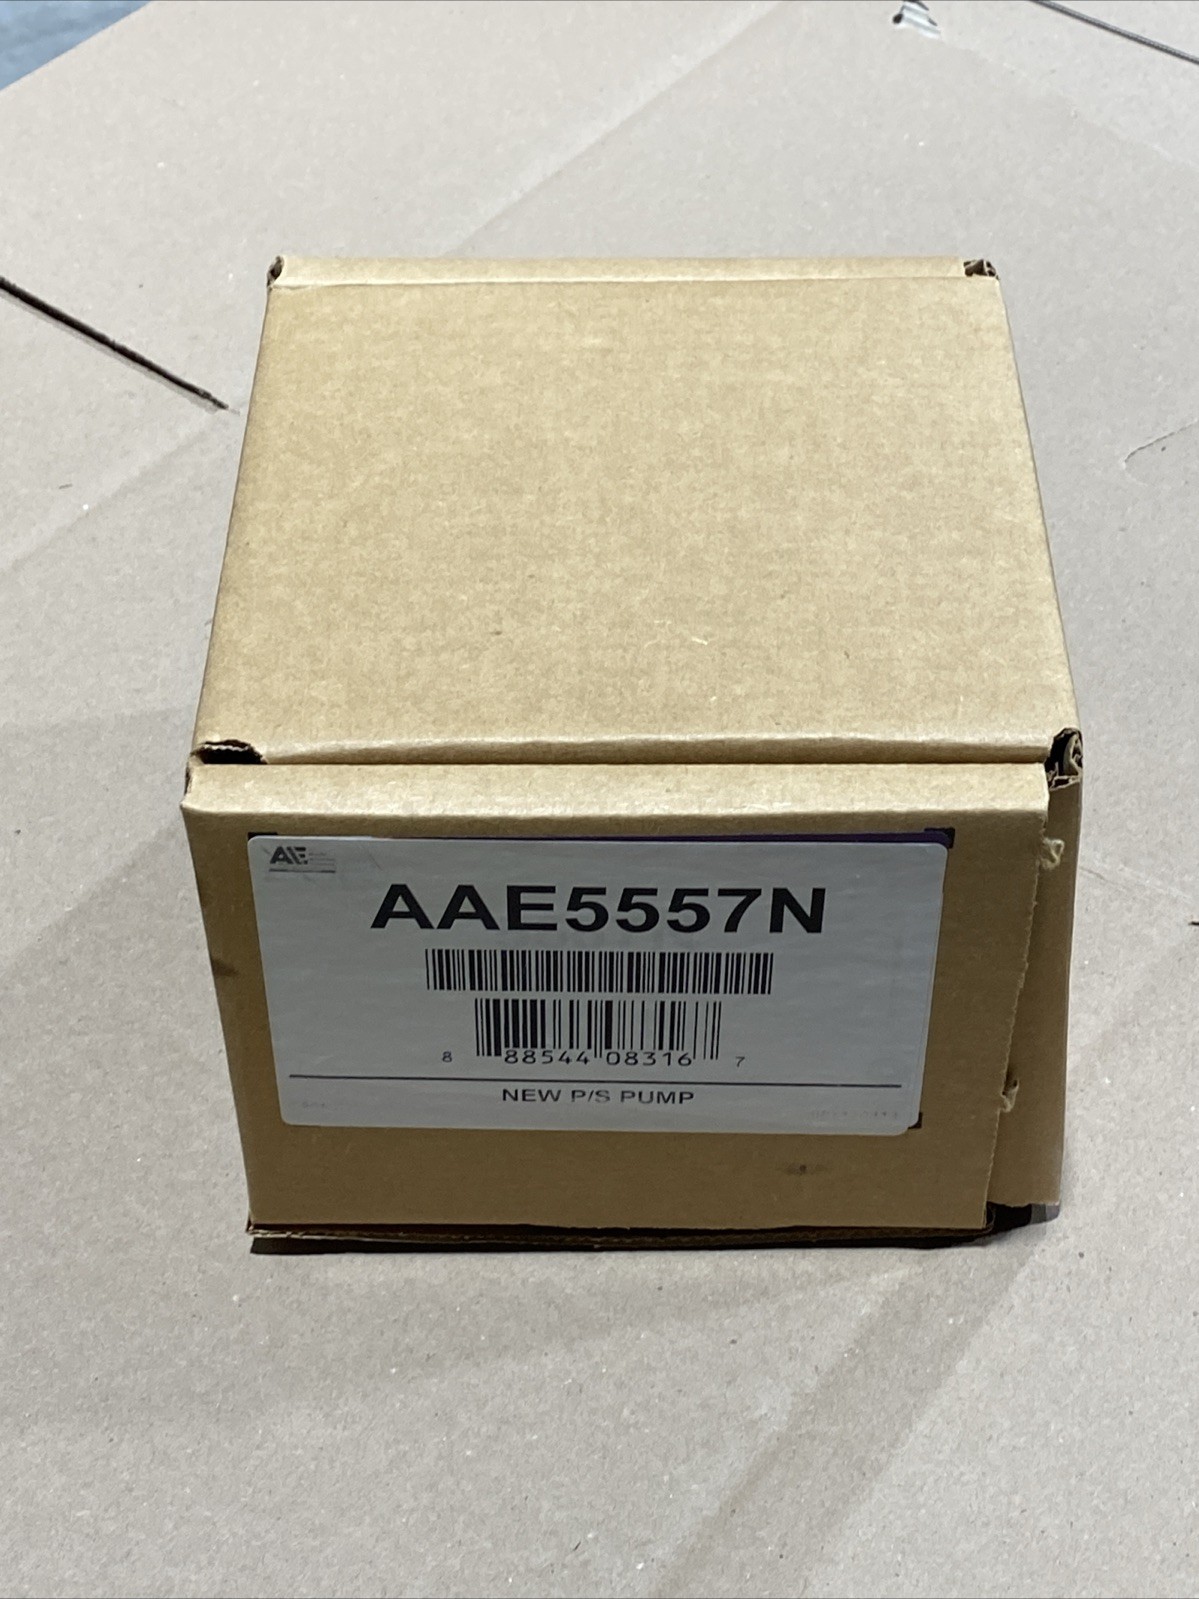 AE
AAE5557N
8 88544 08316 7
NEW P/S PUMP